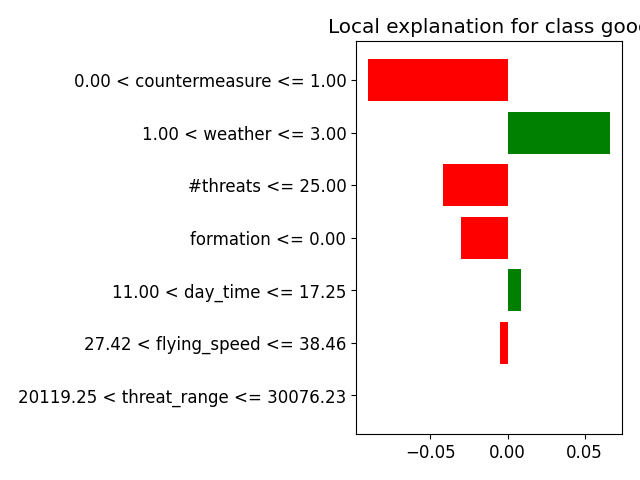 Local explanation for class good
0.00 < countermeasure <= 1.00
1.00 < weather <= 3.00
#threats <= 25.00
formation <= 0.00
11.00 < day_time <= 17.25
27.42 < flying_speed <= 38.46
20119.25 < threat_range <= 30076.23
−0.05 0.00 0.05